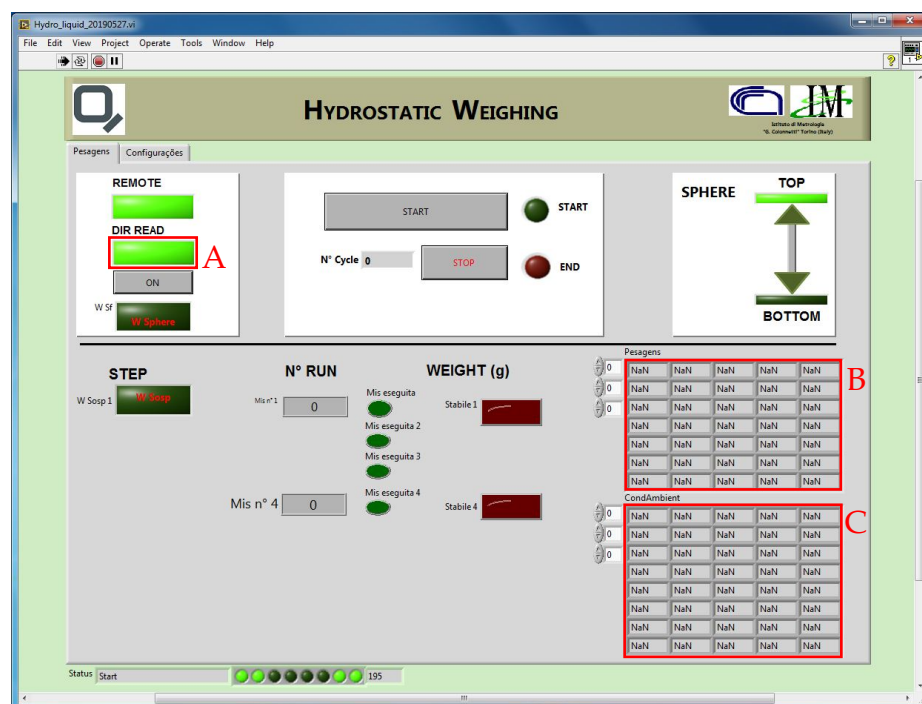 Hydro_liquid_20190527.vi
File Edit View Project Operate Tools Window Help
Q
HYDROSTATIC WEIGHING
IM
Istituto di Metrologia
"G. Colonnetti" Torino (Italy)
Pesagens Configurações
REMOTE
DIR READ
A
ON
W Sf
W Sphere
START
START
N° Cycle 0
STOP
END
SPHERE
TOP
BOTTOM
STEP
W Sosp 1
W Sosp
N° RUN
Mis n° 1 0
Mis n° 4 0
WEIGHT (g)
Mis eseguita
Mis eseguita 2
Mis eseguita 3
Mis eseguita 4
Stabile 1
Stabile 4
Pesagens
B
0 NaN NaN NaN NaN NaN
0 NaN NaN NaN NaN NaN
0 NaN NaN NaN NaN NaN
NaN NaN NaN NaN NaN
NaN NaN NaN NaN NaN
NaN NaN NaN NaN NaN
NaN NaN NaN NaN NaN
CondAmbient
C
0 NaN NaN NaN NaN NaN
0 NaN NaN NaN NaN NaN
0 NaN NaN NaN NaN NaN
NaN NaN NaN NaN NaN
NaN NaN NaN NaN NaN
NaN NaN NaN NaN NaN
NaN NaN NaN NaN NaN
NaN NaN NaN NaN NaN
Status Start 195